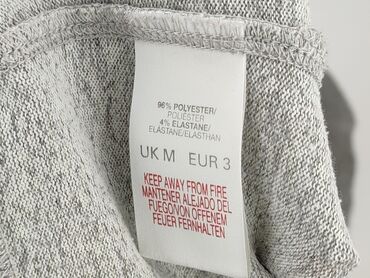 96% POLYESTER/
POLIÉSTER
4% ELASTANE/
ELASTANE/ELASTHAN
UK M EUR 3
KEEP AWAY FROM FIRE
MANTENER ALEJADO DEL
FUEGO/VON OFFENEM
FEUER FERNHALTEN